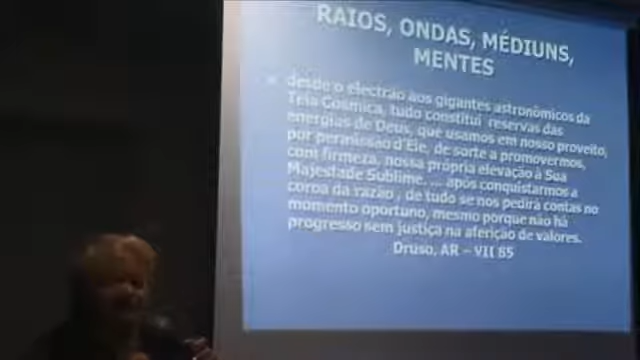 RAIOS, ONDAS, MÉDIUNS,
MENTES
desde o electrão aos gigantes astronômicos da
Teia Cósmica, tudo constitui reservas das
energias de Deus, que usamos em nosso proveito,
por permissão d'Ele, de sorte a promovermos,
com firmeza, nossa própria elevação à Sua
Majestade Sublime. ... após conquistarmos a
coroa da razão, de tudo se nos pedirá contas no
momento oportuno, mesmo porque não há
progresso sem justiça na aferição de valores.
Druso, AR – VII 85